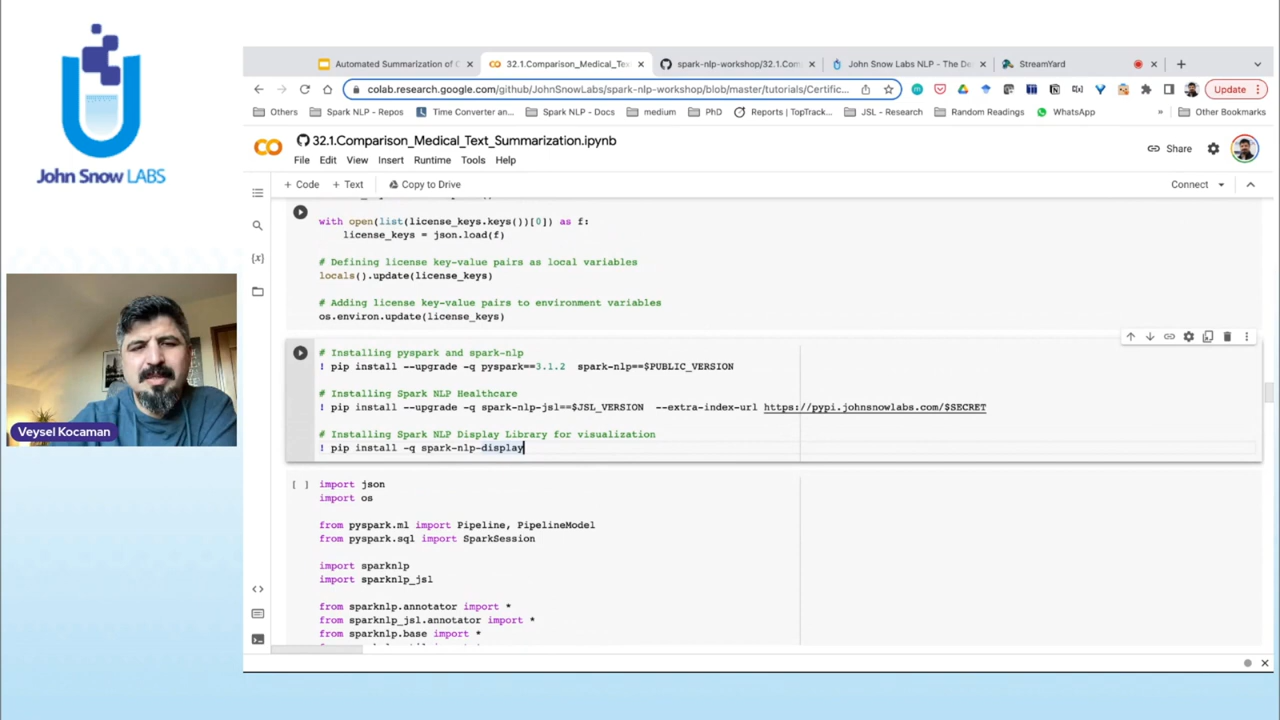 John Snow LABS
Automated Summarization of C
32.1.Comparison_Medical_Te
spark-nlp-workshop/32.1.Com
John Snow Labs NLP - The De
StreamYard
colab.research.google.com/github/JohnSnowLabs/spark-nlp-workshop/blob/master/tutorials/Certific...
Update
Others
Spark NLP - Repos
Time Converter an...
Spark NLP - Docs
medium
PhD
Reports | TopTrack...
JSL - Research
Random Readings
WhatsApp
»
Other Bookmarks
32.1.Comparison_Medical_Text_Summarization.ipynb
File Edit View Insert Runtime Tools Help
Share
+ Code + Text Copy to Drive
Connect
with open(list(license_keys.keys())[0]) as f:
license_keys = json.load(f)
# Defining license key-value pairs as local variables
locals().update(license_keys)
# Adding license key-value pairs to environment variables
os.environ.update(license_keys)
# Installing pyspark and spark-nlp
! pip install --upgrade -q pyspark==3.1.2 spark-nlp==$PUBLIC_VERSION
# Installing Spark NLP Healthcare
! pip install --upgrade -q spark-nlp-jsl==$JSL_VERSION --extra-index-url https://pypi.johnsnowlabs.com/$SECRET
# Installing Spark NLP Display Library for visualization
! pip install -q spark-nlp-display
[ ] import json
import os
from pyspark.ml import Pipeline, PipelineModel
from pyspark.sql import SparkSession
import sparknlp
import sparknlp_jsl
from sparknlp.annotator import *
from sparknlp_jsl.annotator import *
from sparknlp.base import *
Veysel Kocaman